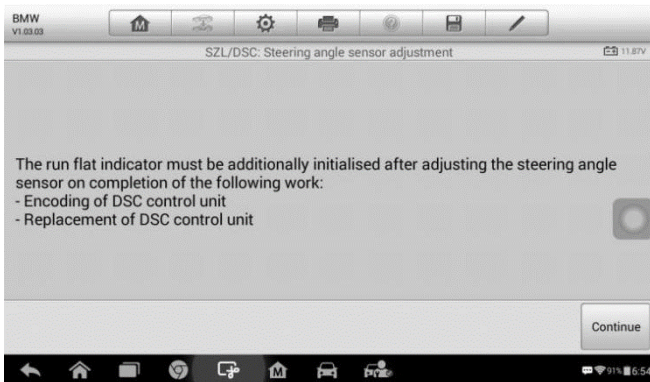 BMW
V1.03.03
SZL/DSC: Steering angle sensor adjustment
11.87V
The run flat indicator must be additionally initialised after adjusting the steering angle
sensor on completion of the following work:
- Encoding of DSC control unit
- Replacement of DSC control unit
Continue
91% 6:54